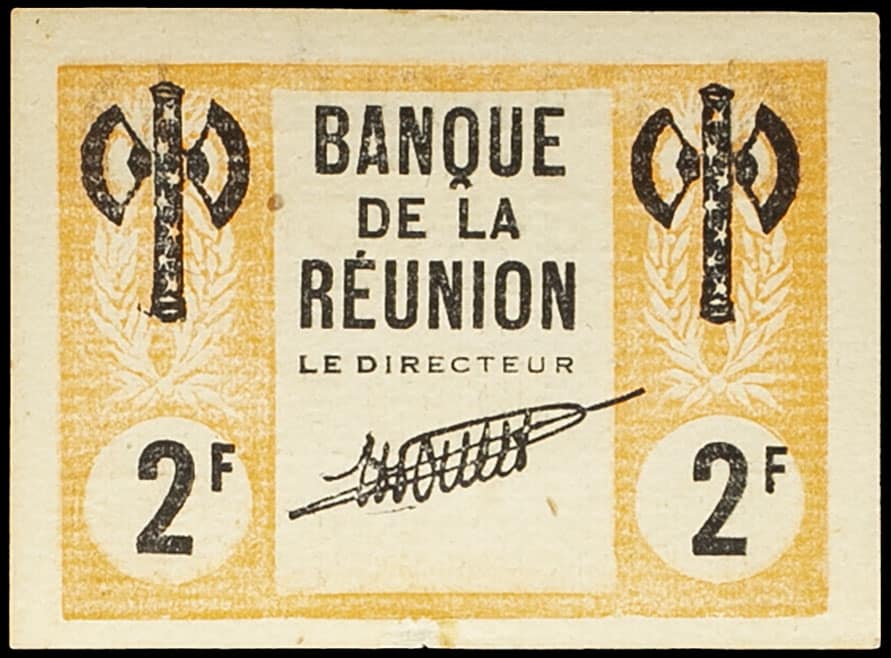 BANQUE
DE LA
RÉUNION
LE DIRECTEUR
2F 2F